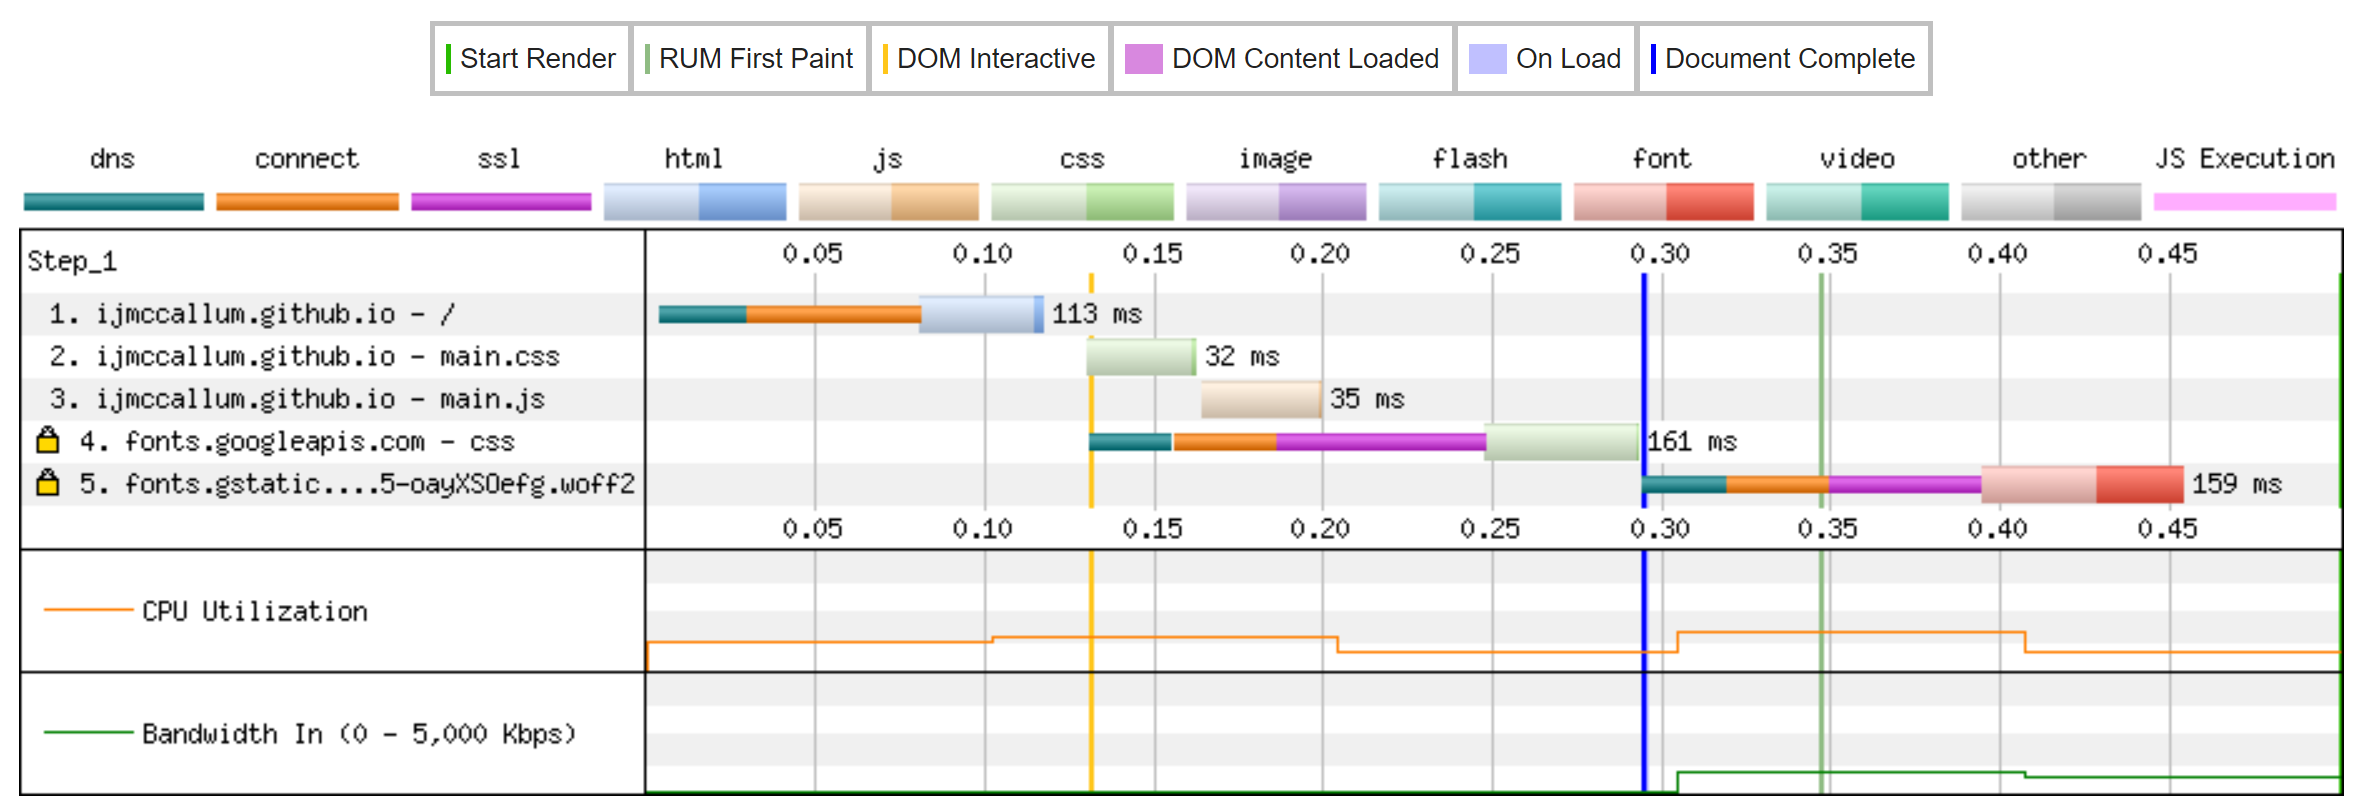 Start Render RUM First Paint DOM Interactive DOM Content Loaded On Load Document Complete
dns connect ssl html js css image flash font video other JS Execution
Step_1 0.05 0.10 0.15 0.20 0.25 0.30 0.35 0.40 0.45
1. ijmccallum.github.io - / 113 ms
2. ijmccallum.github.io - main.css 32 ms
3. ijmccallum.github.io - main.js 35 ms
4. fonts.googleapis.com - css 161 ms
5. fonts.gstatic....5-oayXSOefg.woff2 159 ms
0.05 0.10 0.15 0.20 0.25 0.30 0.35 0.40 0.45
CPU Utilization
Bandwidth In (0 - 5,000 Kbps)